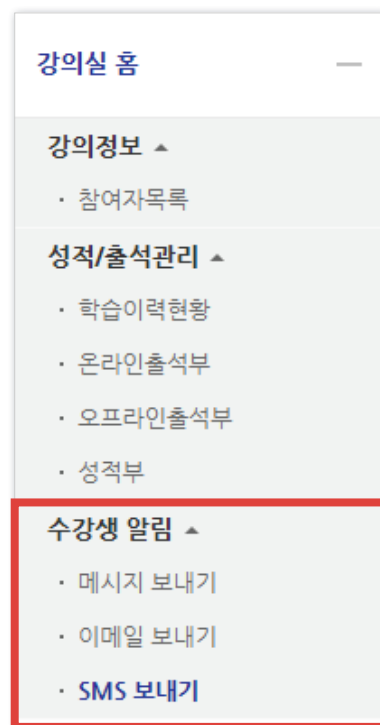 강의실 홈
강의정보
· 참여자목록
성적/출석관리
· 학습이력현황
· 온라인출석부
· 오프라인출석부
· 성적부
수강생 알림
· 메시지 보내기
· 이메일 보내기
· SMS 보내기